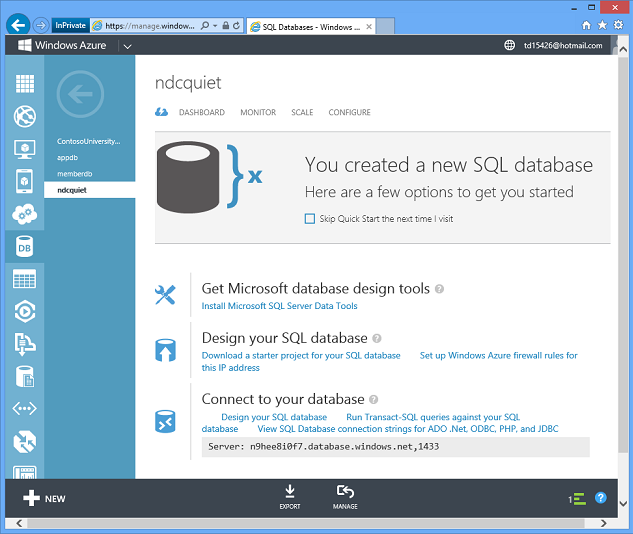 InPrivate
https://manage.window...
SQL Databases - Windows ...
Windows Azure
td15426@hotmail.com
ndcquiet
DASHBOARD MONITOR SCALE CONFIGURE
ContosoUniversity...
appdb
memberdb
ndcquiet
DB
} x
You created a new SQL database
Here are a few options to get you started
Skip Quick Start the next time I visit
Get Microsoft database design tools ?
Install Microsoft SQL Server Data Tools
Design your SQL database ?
Download a starter project for your SQL database Set up Windows Azure firewall rules for
this IP address
Connect to your database ?
Design your SQL database Run Transact-SQL queries against your SQL
database View SQL Database connection strings for ADO .Net, ODBC, PHP, and JDBC
Server: n9hee8i0f7.database.windows.net,1433
NEW
EXPORT
MANAGE
1
?